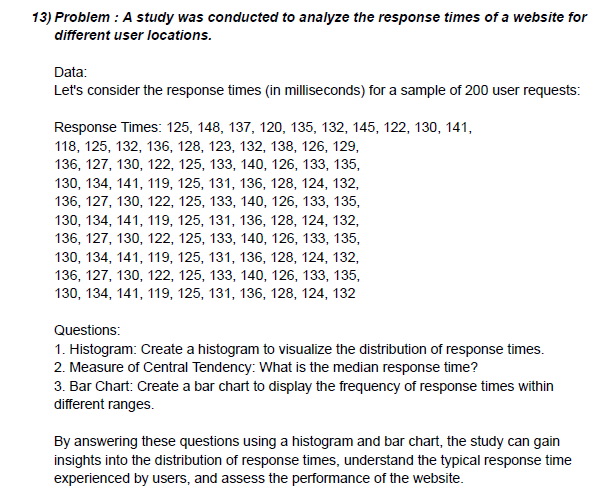 13) Problem : A study was conducted to analyze the response times of a website for
different user locations.
Data:
Let's consider the response times (in milliseconds) for a sample of 200 user requests:
Response Times: 125, 148, 137, 120, 135, 132, 145, 122, 130, 141,
118, 125, 132, 136, 128, 123, 132, 138, 126, 129,
136, 127, 130, 122, 125, 133, 140, 126, 133, 135,
130, 134, 141, 119, 125, 131, 136, 128, 124, 132,
136, 127, 130, 122, 125, 133, 140, 126, 133, 135,
130, 134, 141, 119, 125, 131, 136, 128, 124, 132,
136, 127, 130, 122, 125, 133, 140, 126, 133, 135,
130, 134, 141, 119, 125, 131, 136, 128, 124, 132,
136, 127, 130, 122, 125, 133, 140, 126, 133, 135,
130, 134, 141, 119, 125, 131, 136, 128, 124, 132
Questions:
1. Histogram: Create a histogram to visualize the distribution of response times.
2. Measure of Central Tendency: What is the median response time?
3. Bar Chart: Create a bar chart to display the frequency of response times within
different ranges.
By answering these questions using a histogram and bar chart, the study can gain
insights into the distribution of response times, understand the typical response time
experienced by users, and assess the performance of the website.